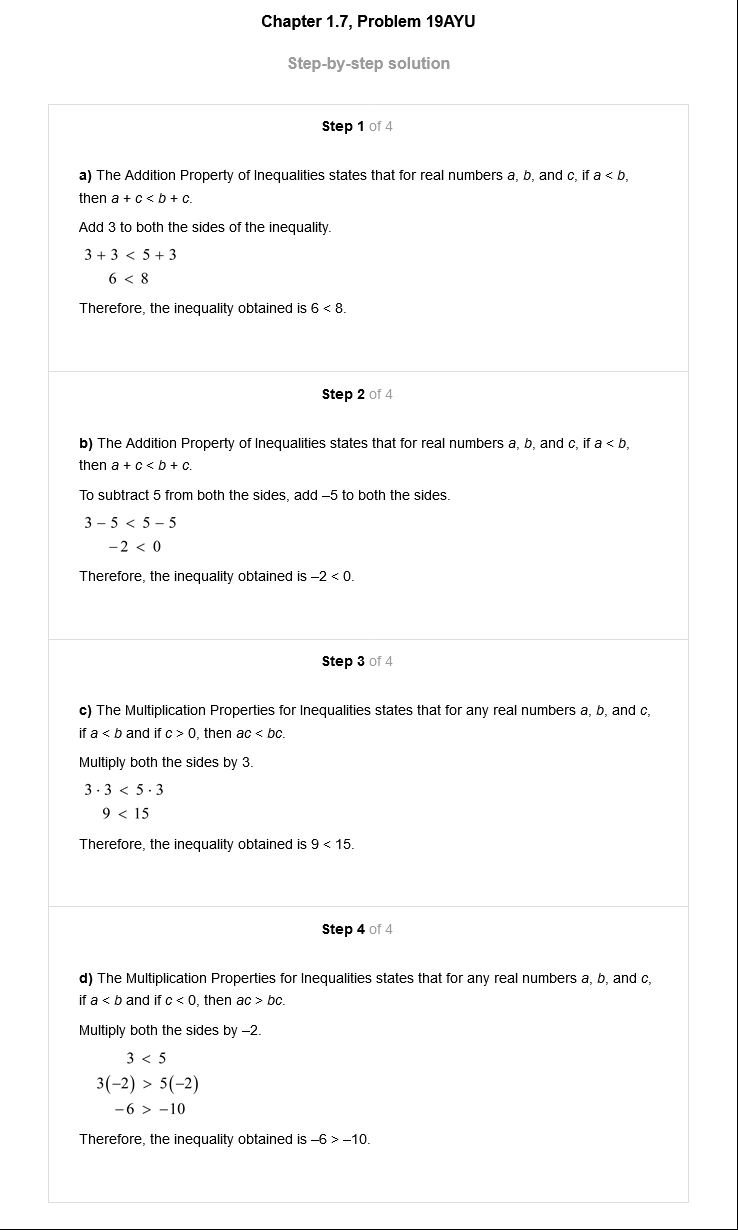 Chapter 1.7, Problem 19AYU
Step-by-step solution
Step 1 of 4
a) The Addition Property of Inequalities states that for real numbers a, b, and c, if a < b,
then a + c < b + c.
Add 3 to both the sides of the inequality.
3 + 3 < 5 + 3
6 < 8
Therefore, the inequality obtained is 6 < 8.
Step 2 of 4
b) The Addition Property of Inequalities states that for real numbers a, b, and c, if a < b,
then a + c < b + c.
To subtract 5 from both the sides, add –5 to both the sides.
3 – 5 < 5 – 5
–2 < 0
Therefore, the inequality obtained is –2 < 0.
Step 3 of 4
c) The Multiplication Properties for Inequalities states that for any real numbers a, b, and c,
if a < b and if c > 0, then ac < bc.
Multiply both the sides by 3.
3 · 3 < 5 · 3
9 < 15
Therefore, the inequality obtained is 9 < 15.
Step 4 of 4
d) The Multiplication Properties for Inequalities states that for any real numbers a, b, and c,
if a < b and if c < 0, then ac > bc.
Multiply both the sides by –2.
3 < 5
3(–2) > 5(–2)
–6 > –10
Therefore, the inequality obtained is –6 > –10.